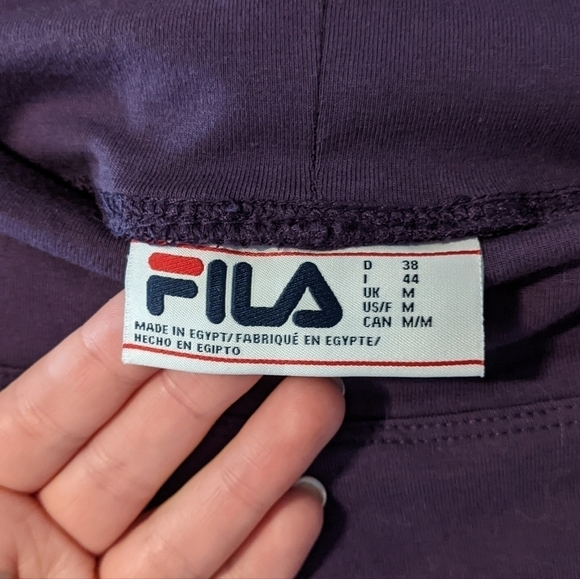 FILA
D 38
I 44
UK M
US/F M
CAN M/M
MADE IN EGYPT/FABRIQUÉ EN EGYPTE/
HECHO EN EGIPTO